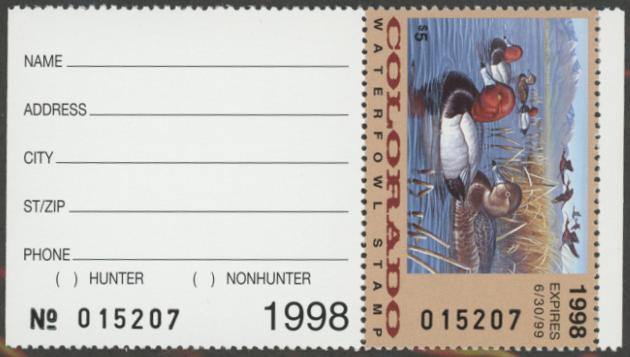 NAME
ADDRESS
CITY
ST/ZIP
PHONE
( ) HUNTER ( ) NONHUNTER
№ 015207 1998
$5
COLORADO
WATERFOWL STAMP
015207
1998
EXPIRES
6/30/99